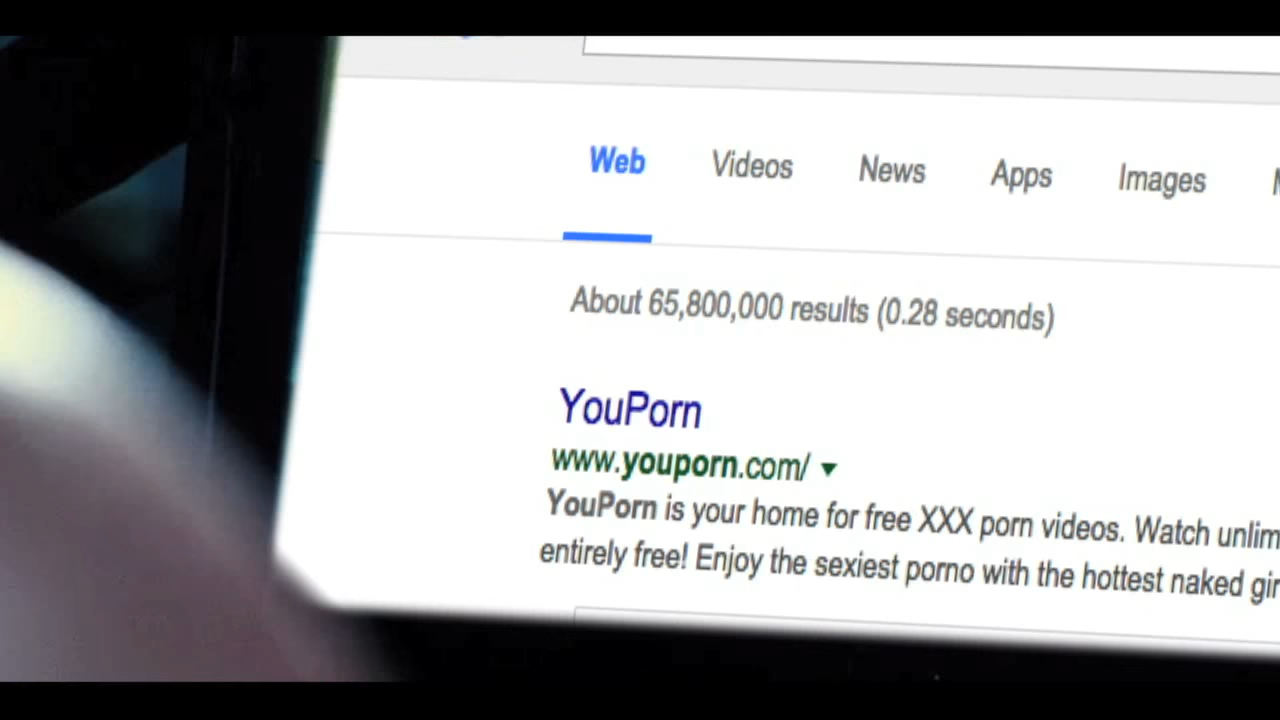 Web Videos News Apps Images
About 65,800,000 results (0.28 seconds)
YouPorn
www.youporn.com/
YouPorn is your home for free XXX porn videos. Watch
entirely free! Enjoy the sexiest porno with the hottest naked